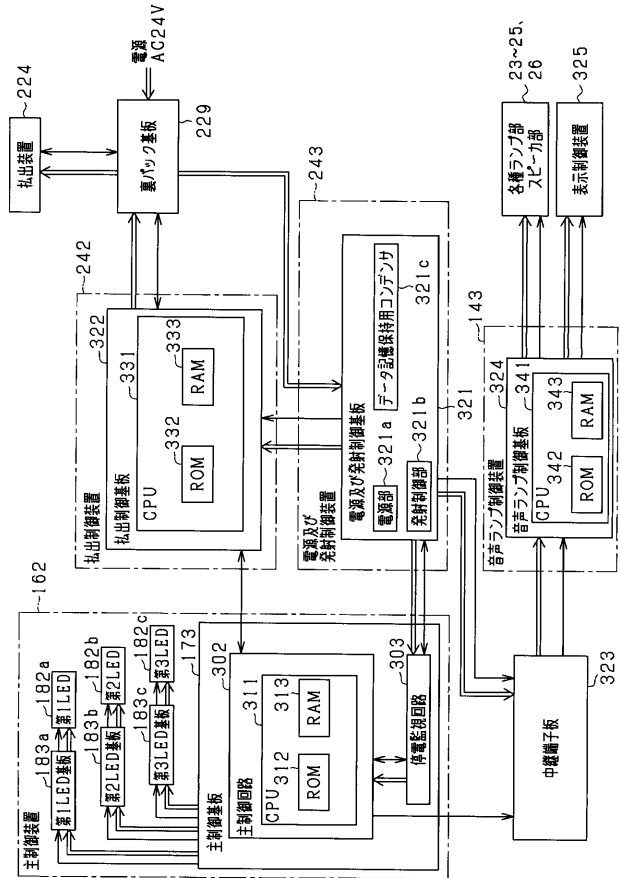 162
主制御装置
183a
第1LED基板
182a
第1LED
183b
第2LED基板
182b
第2LED
183c
第3LED基板
182c
第3LED
173
主制御基板
302
主制御回路
311
CPU
312
ROM
313
RAM
303
停電監視回路
242
払出制御装置
322
払出制御基板
331
CPU
332
ROM
333
RAM
224
払出装置
電源
AC24V
裏パック基板
229
243
電源及び
発射制御装置
電源及び発射制御基板
電源部
321a
発射制御部
321b
データ記憶保持用コンデンサ
321c
321
中継端子板
323
143
音声ランプ制御装置
324
音声ランプ制御基板
341
CPU
342
ROM
343
RAM
23~25、
26
各種ランプ部
スピーカ部
325
表示制御装置